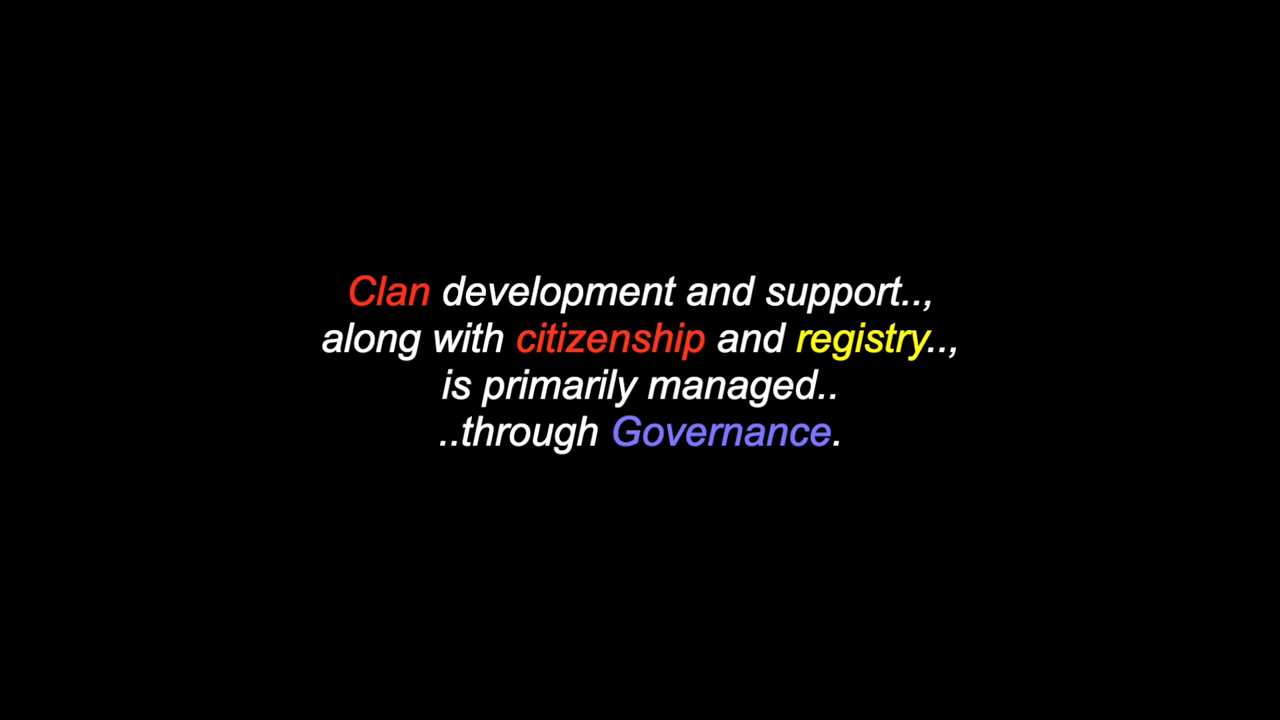 Clan development and support..,
along with citizenship and registry..,
is primarily managed..
..through Governance.